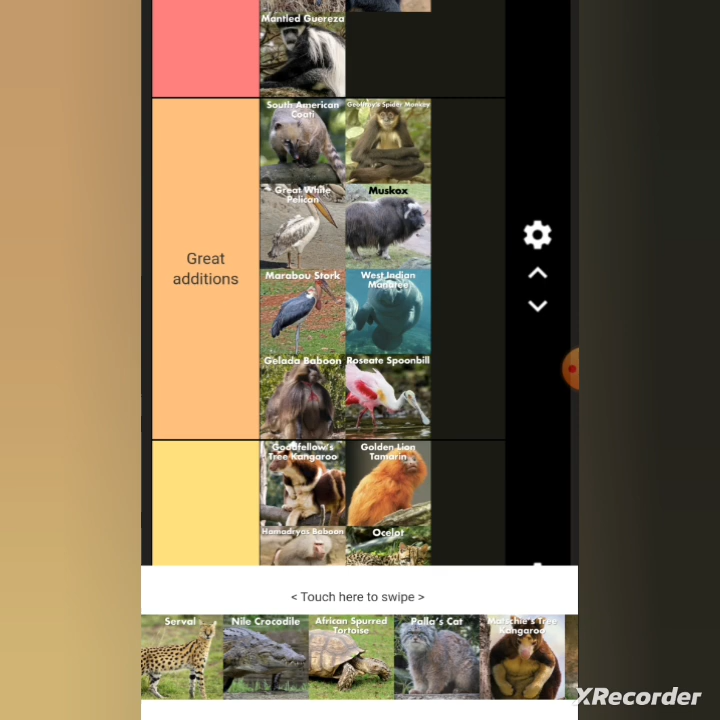 Mantled Guereza
South American
Coati
Geoffroy's Spider Monkey
Great White
Pelican
Muskox
Great
additions
Marabou Stork
West Indian
Manatee
Gelada Baboon
Roseate Spoonbill
Goodfellow's
Tree Kangaroo
Golden Lion
Tamarin
Hamadryas Baboon
Ocelot
< Touch here to swipe >
Serval
Nile Crocodile
African Spurred
Tortoise
Palla's Cat
Matschie's Tree
Kangaroo
XRecorder